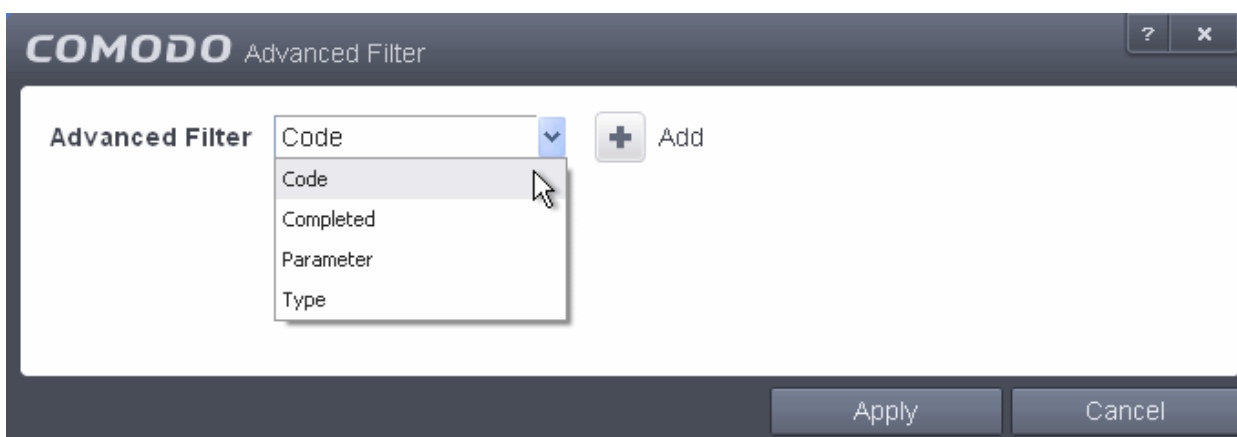 COMODO Advanced Filter ? x
Advanced Filter Code + Add
Code
Completed
Parameter
Type
Apply Cancel